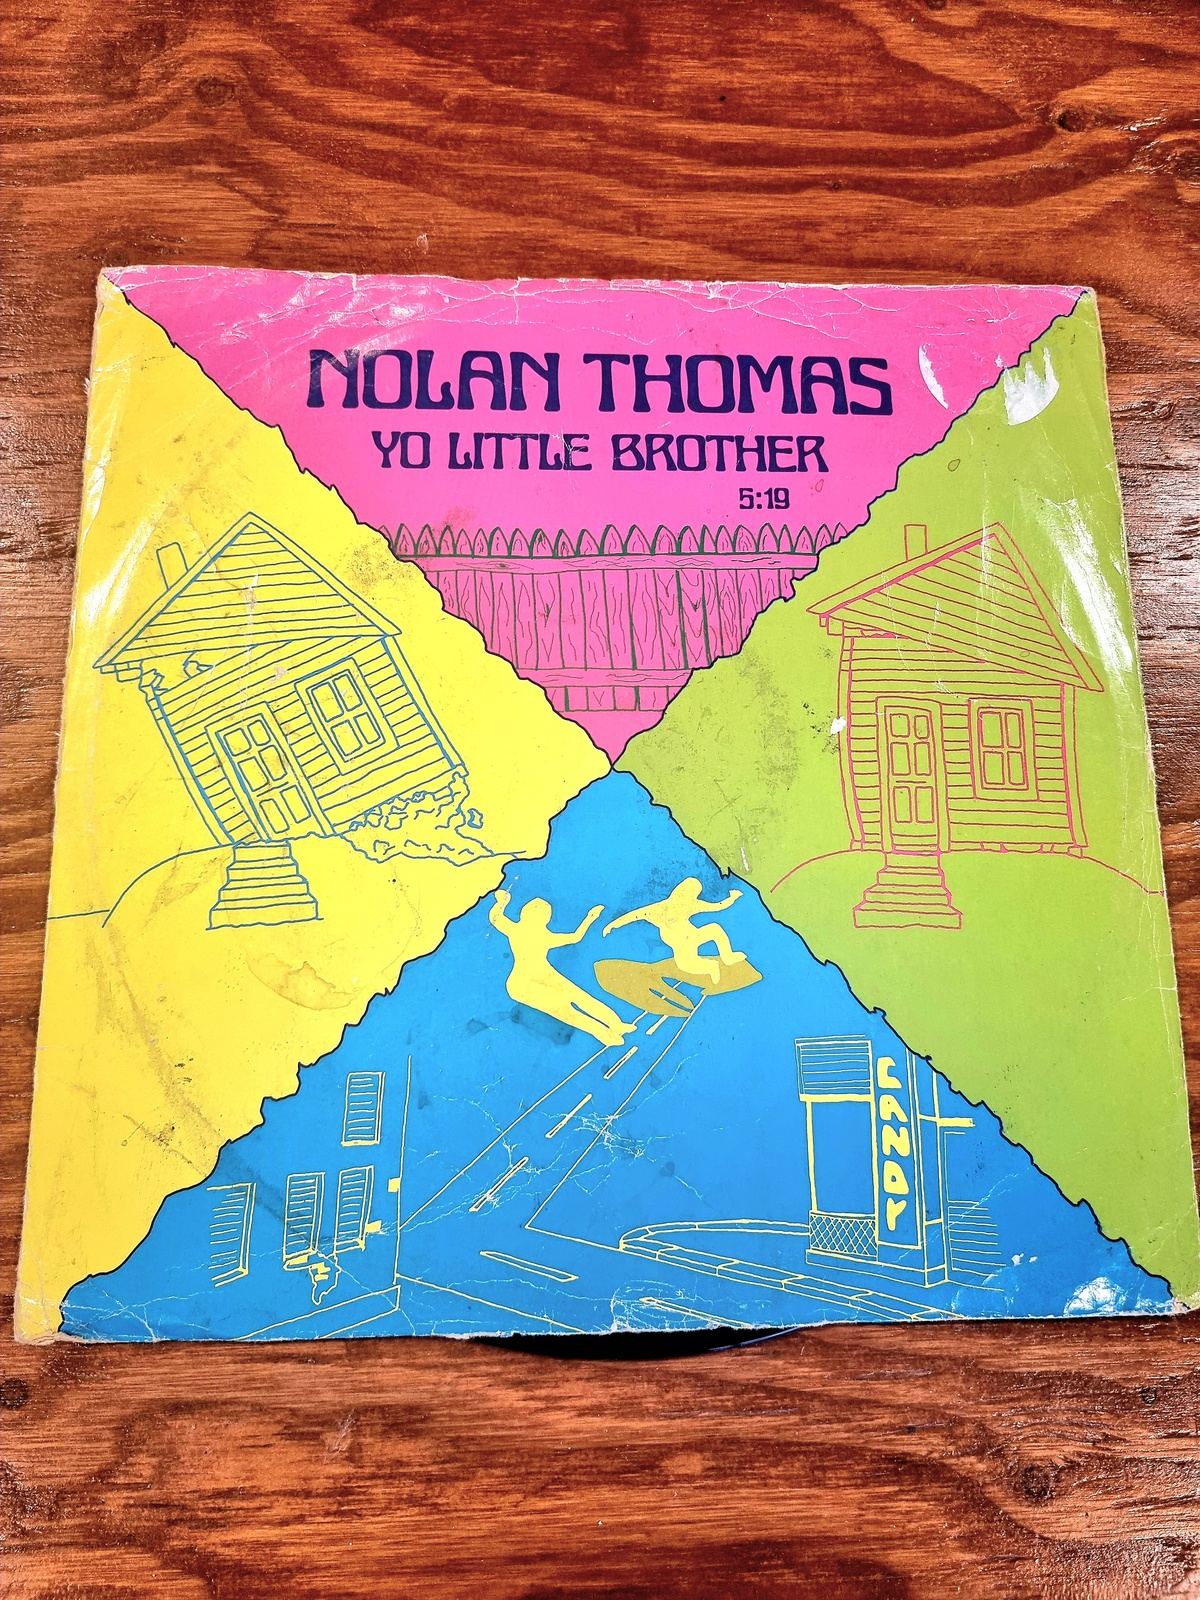 NOLAN THOMAS
YO LITTLE BROTHER
5:19
CANDY